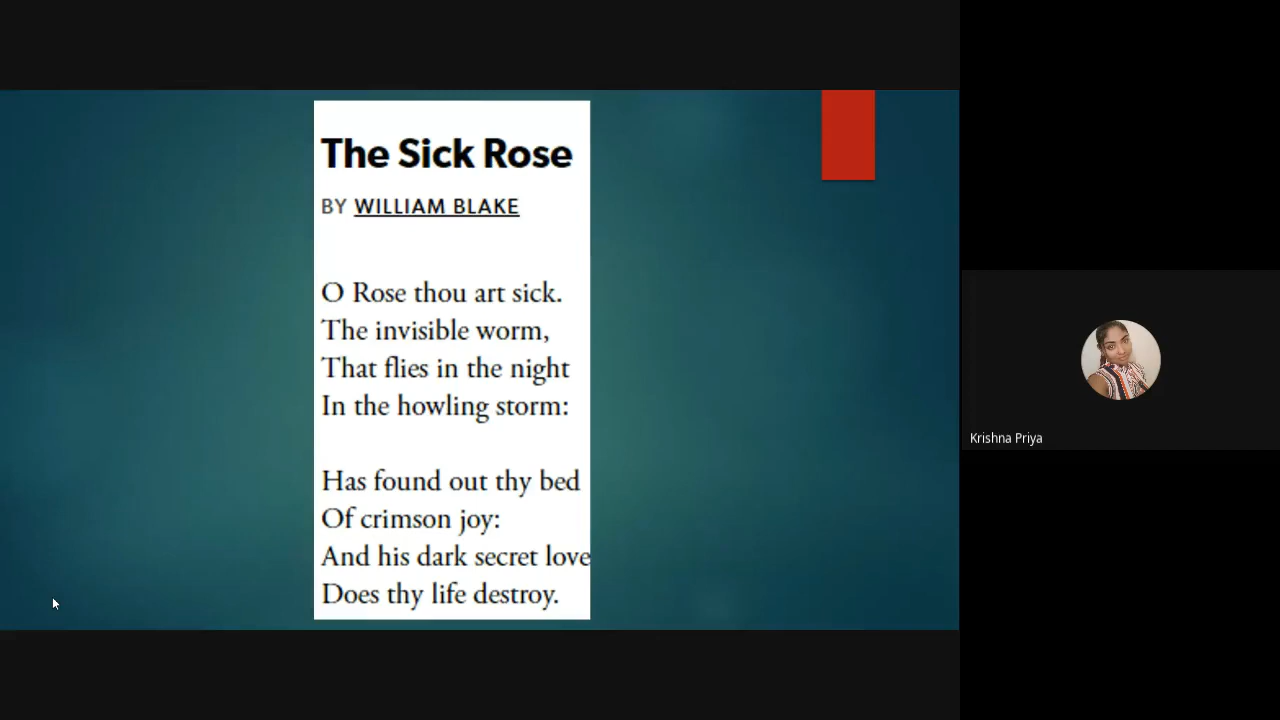 The Sick Rose
BY WILLIAM BLAKE
O Rose thou art sick.
The invisible worm,
That flies in the night
In the howling storm:
Has found out thy bed
Of crimson joy:
And his dark secret love
Does thy life destroy.
Krishna Priya